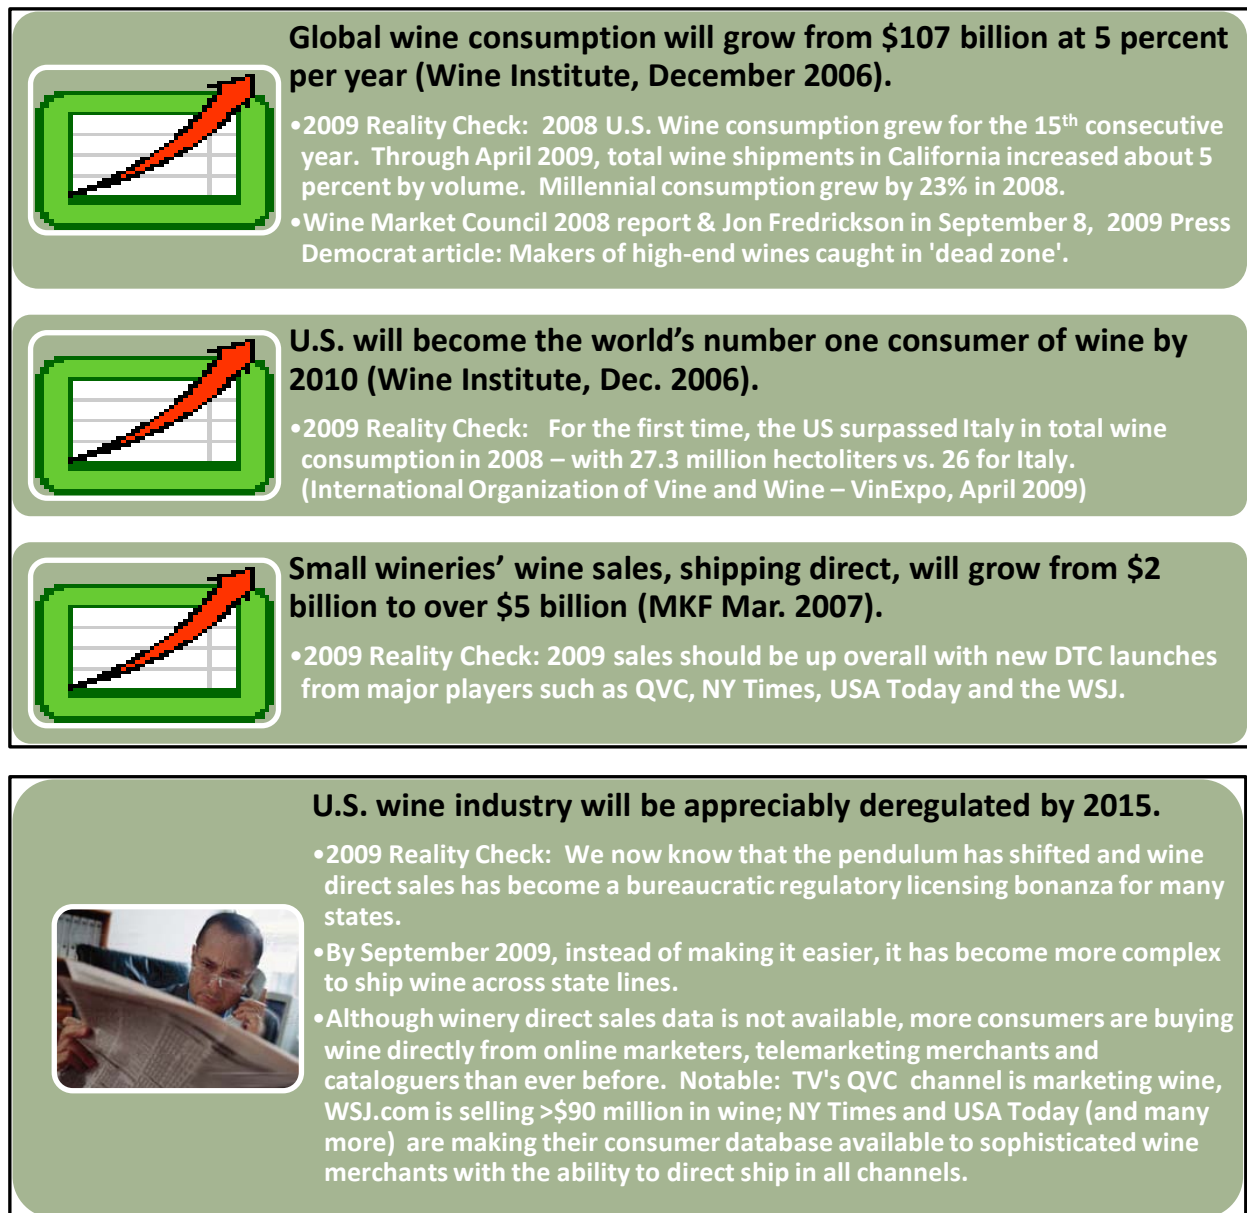 Global wine consumption will grow from $107 billion at 5 percent
per year (Wine Institute, December 2006).
•2009 Reality Check: 2008 U.S. Wine consumption grew for the 15th consecutive
year. Through April 2009, total wine shipments in California increased about 5
percent by volume. Millennial consumption grew by 23% in 2008.
•Wine Market Council 2008 report & Jon Fredrickson in September 8, 2009 Press
Democrat article: Makers of high-end wines caught in 'dead zone'.
U.S. will become the world’s number one consumer of wine by
2010 (Wine Institute, Dec. 2006).
•2009 Reality Check: For the first time, the US surpassed Italy in total wine
consumption in 2008 – with 27.3 million hectoliters vs. 26 for Italy.
(International Organization of Vine and Wine – VinExpo, April 2009)
Small wineries’ wine sales, shipping direct, will grow from $2
billion to over $5 billion (MKF Mar. 2007).
•2009 Reality Check: 2009 sales should be up overall with new DTC launches
from major players such as QVC, NY Times, USA Today and the WSJ.
U.S. wine industry will be appreciably deregulated by 2015.
•2009 Reality Check: We now know that the pendulum has shifted and wine
direct sales has become a bureaucratic regulatory licensing bonanza for many
states.
•By September 2009, instead of making it easier, it has become more complex
to ship wine across state lines.
•Although winery direct sales data is not available, more consumers are buying
wine directly from online marketers, telemarketing merchants and
cataloguers than ever before. Notable: TV's QVC channel is marketing wine,
WSJ.com is selling >$90 million in wine; NY Times and USA Today (and many
more) are making their consumer database available to sophisticated wine
merchants with the ability to direct ship in all channels.